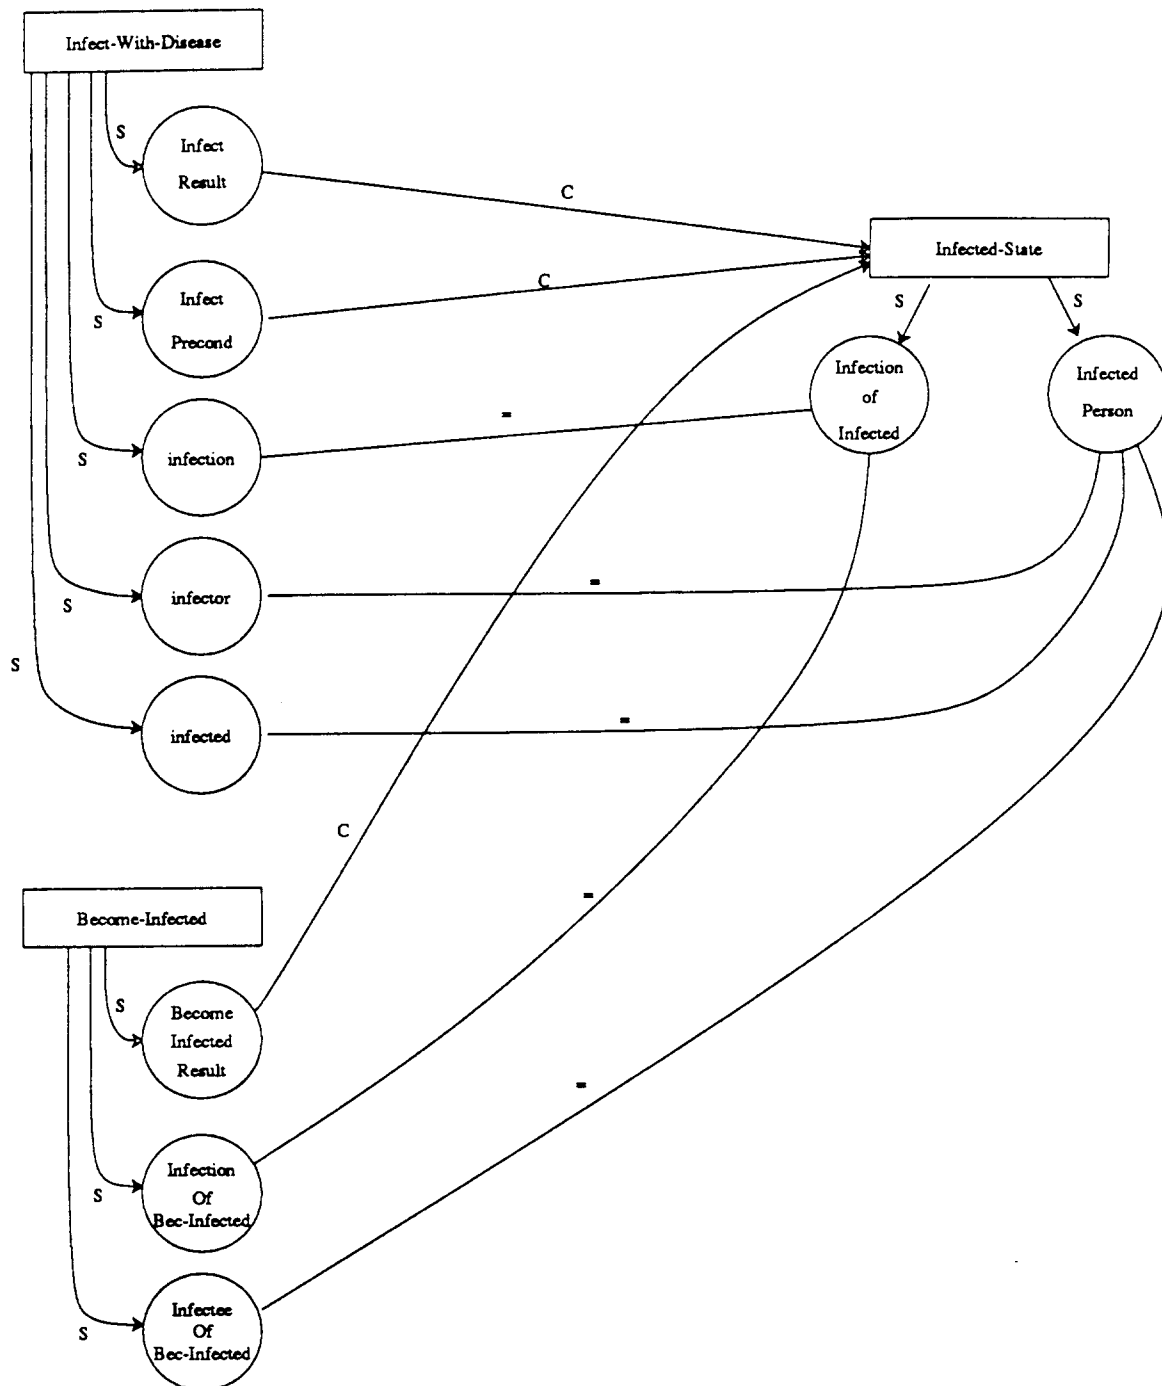 Infect-With-Disease
S
Infect
Result
C
Infected-State
S
S
Infect
Precond
C
S
Infection
of
Infected
Infected
Person
infection
S
=
infector
S
=
infected
S
=
C
Become-Infected
S
Become
Infected
Result
=
Infection
Of
Bec-Infected
S
=
Infectee
Of
Bec-Infected
S